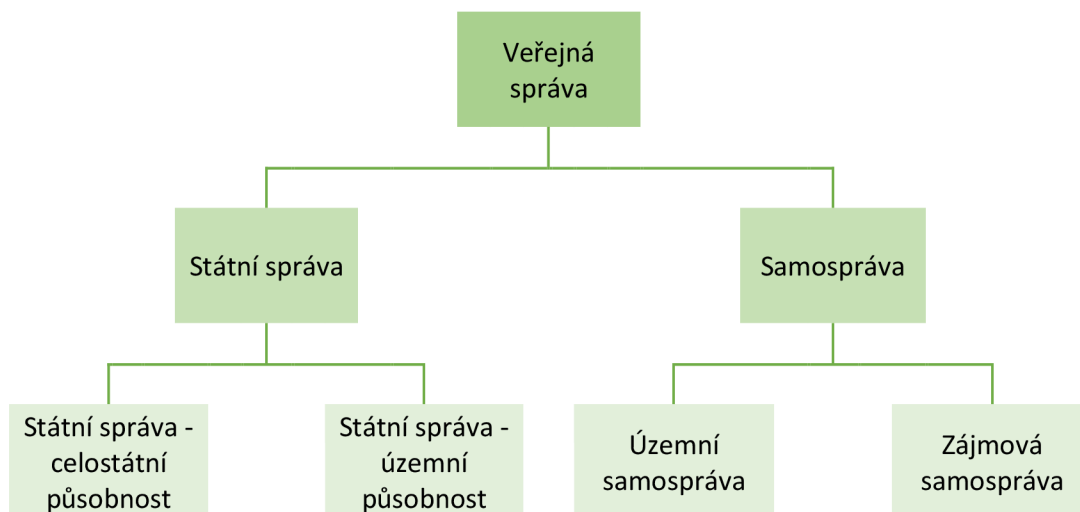 Veřejná
správa
Státní správa
Samospráva
Státní správa -
celostátní
působnost
Státní správa -
územní
působnost
Územní
samospráva
Zájmová
samospráva